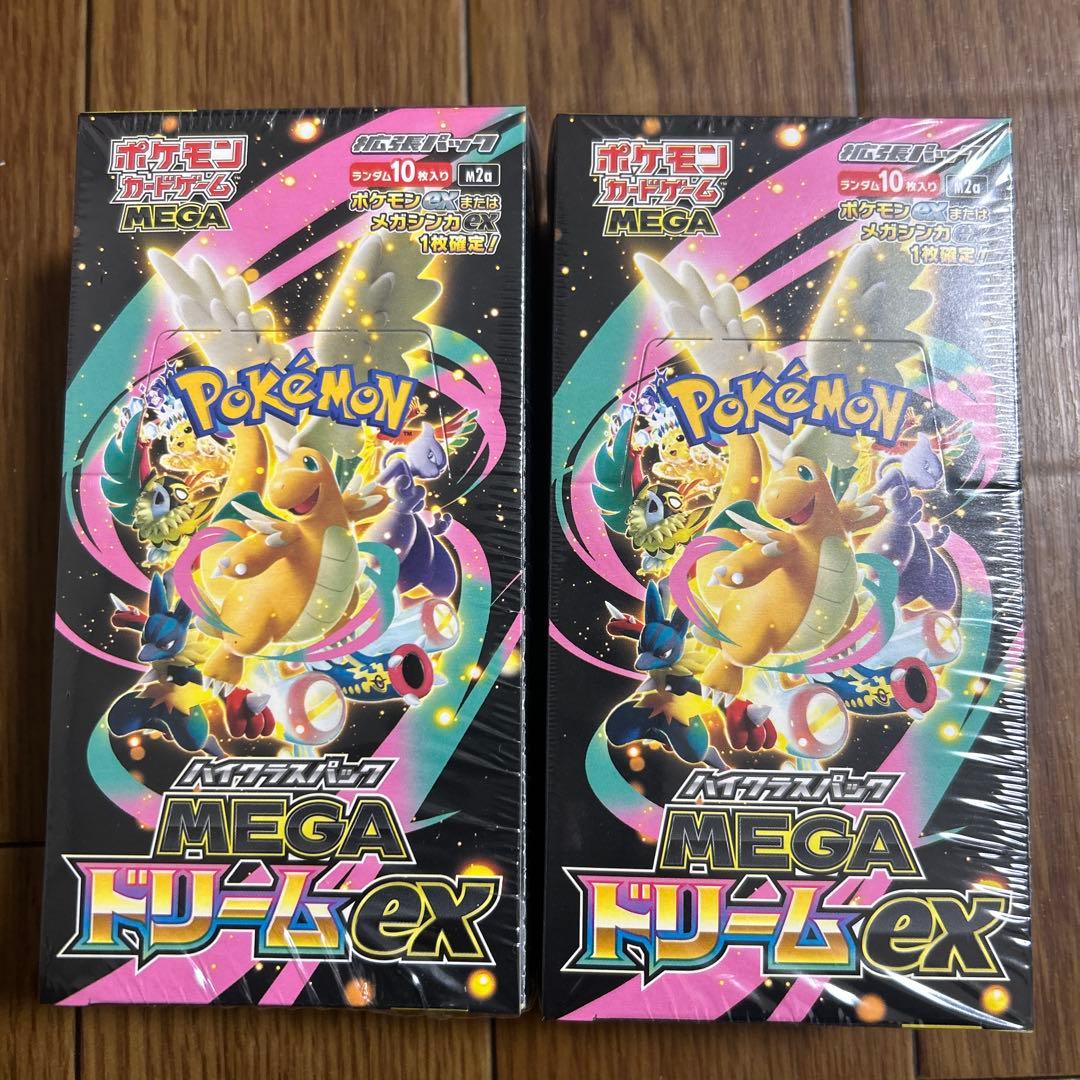 ポケモン
カードゲーム
MEGA
拡張パック
ランダム10枚入り M2a
ポケモンexまたは
メガシンカex
1枚確定!
POKéMON
ハイクラスパック
MEGA
ドリームex
ポケモン
カードゲーム
MEGA
拡張パック
ランダム10枚入り M2a
ポケモンexまたは
メガシンカex
1枚確定!
POKéMON
ハイクラスパック
MEGA
ドリームex